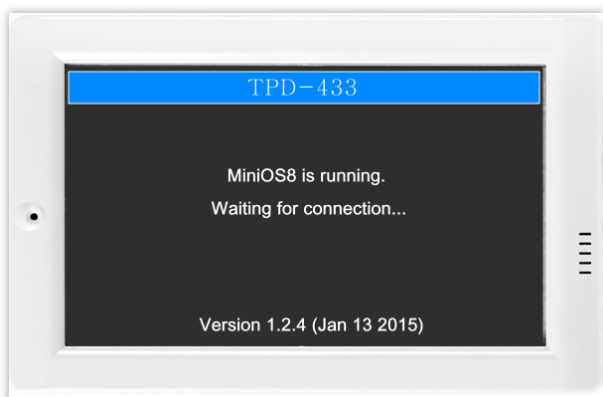 TPD-433
MiniOS8 is running.
Waiting for connection...
Version 1.2.4 (Jan 13 2015)